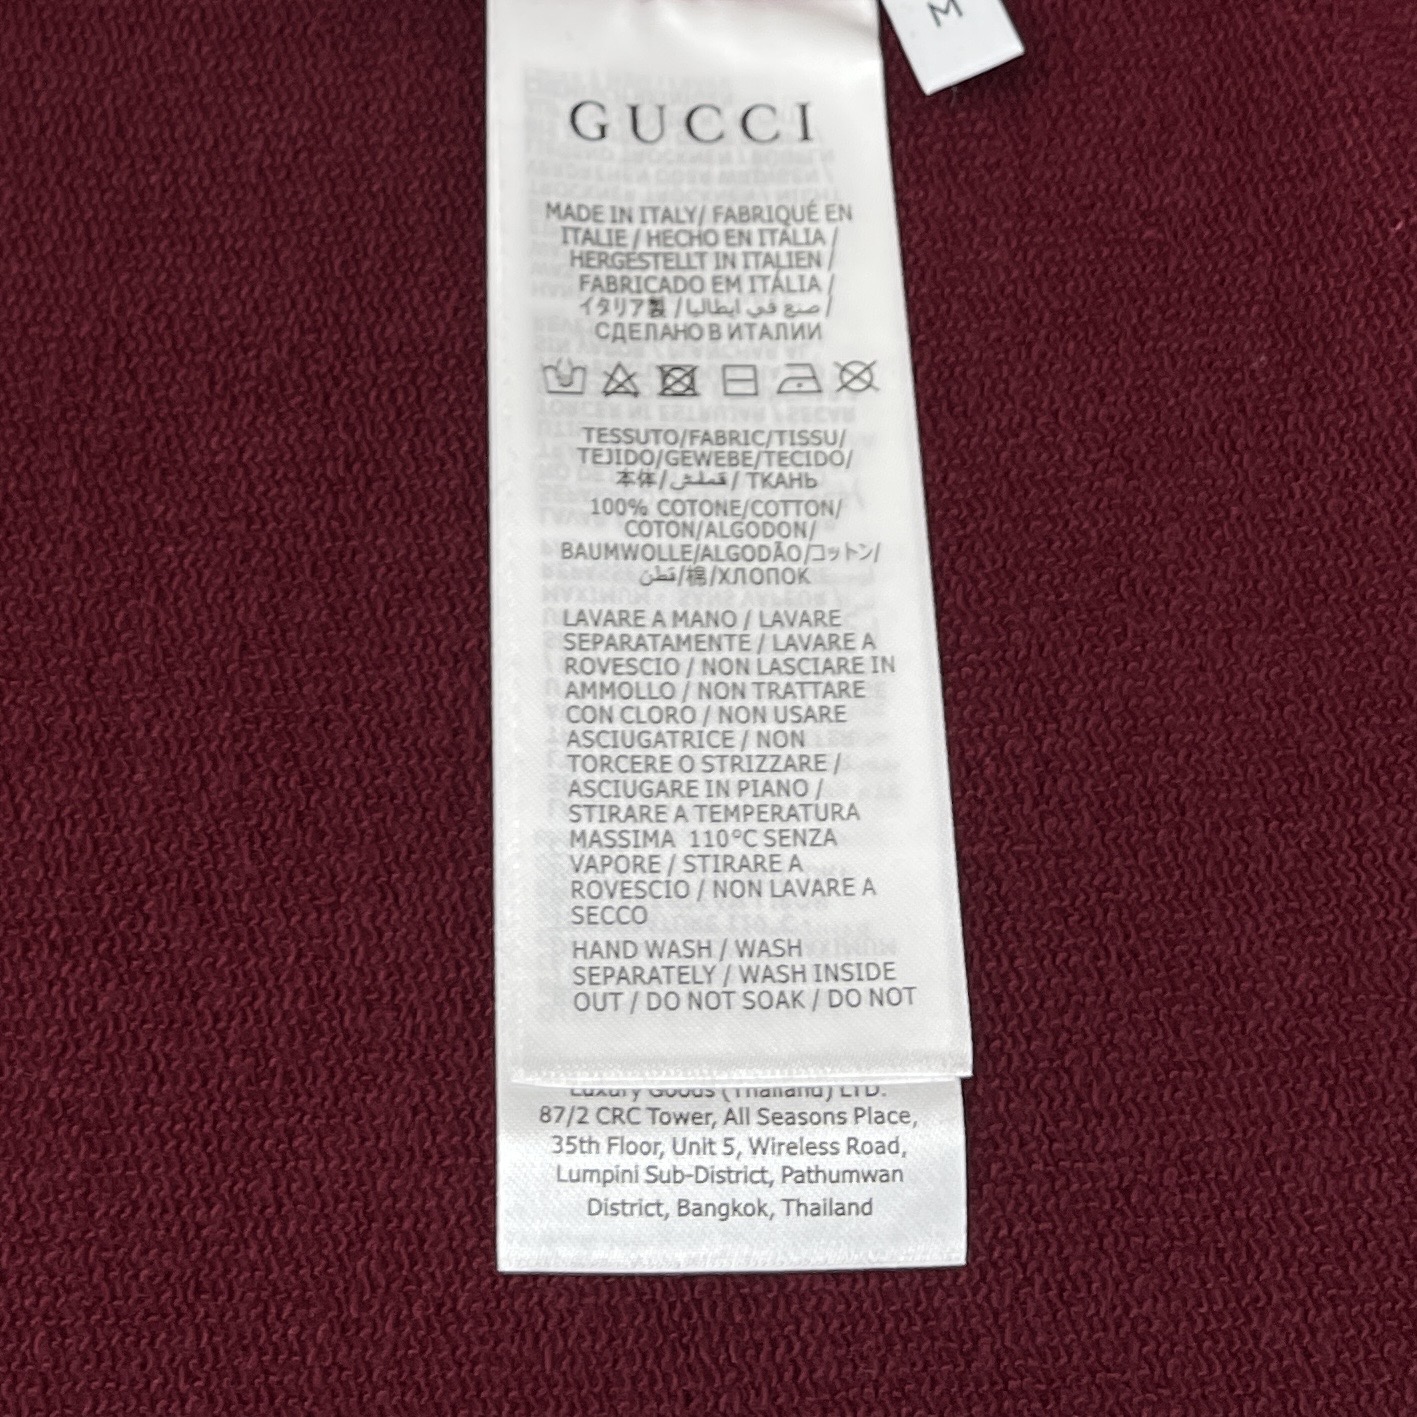 M
GUCCI
MADE IN ITALY/ FABRIQUÉ EN
ITALIE / HECHO EN ITALIA /
HERGESTELLT IN ITALIEN /
FABRICADO EM ITÁLIA /
イタリア製 / صنع في ايطاليا /
СДЕЛАНО В ИТАЛИИ
TESSUTO/FABRIC/TISSU/
TEJIDO/GEWEBE/TECIDO/
本体/ قملش / ТКАНЬ
100% COTONE/COTTON/
COTON/ALGODON/
BAUMWOLLE/ALGODÃO/コットン/
قطن/棉/ХЛОПОК
LAVARE A MANO / LAVARE
SEPARATAMENTE / LAVARE A
ROVESCIO / NON LASCIARE IN
AMMOLLO / NON TRATTARE
CON CLORO / NON USARE
ASCIUGATRICE / NON
TORCERE O STRIZZARE /
ASCIUGARE IN PIANO /
STIRARE A TEMPERATURA
MASSIMA 110°C SENZA
VAPORE / STIRARE A
ROVESCIO / NON LAVARE A
SECCO
HAND WASH / WASH
SEPARATELY / WASH INSIDE
OUT / DO NOT SOAK / DO NOT
Luxury Goods (Thailand) LTD.
87/2 CRC Tower, All Seasons Place,
35th Floor, Unit 5, Wireless Road,
Lumpini Sub-District, Pathumwan
District, Bangkok, Thailand